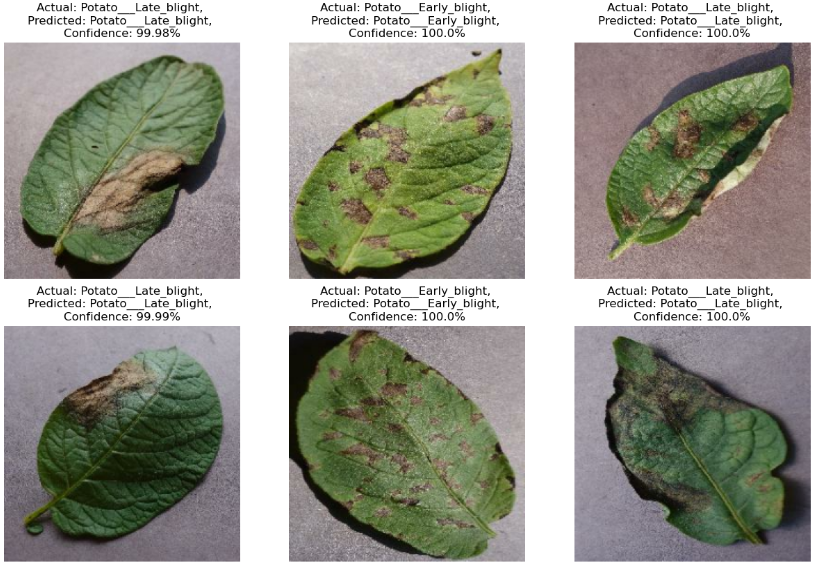 Actual: Potato___Late_blight,
Predicted: Potato___Late_blight,
Confidence: 99.98%
Actual: Potato___Early_blight,
Predicted: Potato___Early_blight,
Confidence: 100.0%
Actual: Potato___Late_blight,
Predicted: Potato___Late_blight,
Confidence: 100.0%
Actual: Potato___Late_blight,
Predicted: Potato___Late_blight,
Confidence: 99.99%
Actual: Potato___Early_blight,
Predicted: Potato___Early_blight,
Confidence: 100.0%
Actual: Potato___Late_blight,
Predicted: Potato___Late_blight,
Confidence: 100.0%